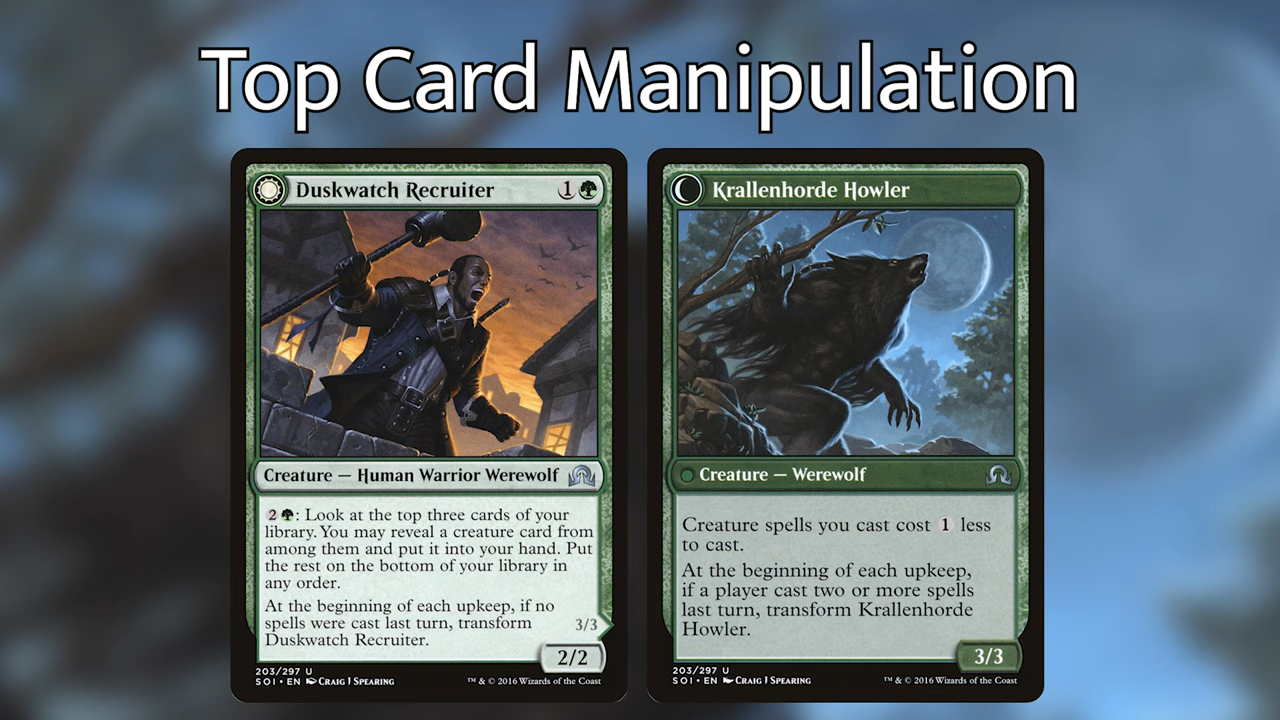 Top Card Manipulation
Duskwatch Recruiter 1
Creature — Human Warrior Werewolf
2 : Look at the top three cards of your
library. You may reveal a creature card from
among them and put it into your hand. Put
the rest on the bottom of your library in
any order.
At the beginning of each upkeep, if no
spells were cast last turn, transform
Duskwatch Recruiter.
3/3
2/2
203/297 U
SOI • EN Craig J Spearing
™ & © 2016 Wizards of the Coast
Krallenhorde Howler
Creature — Werewolf
Creature spells you cast cost 1 less
to cast.
At the beginning of each upkeep,
if a player cast two or more spells
last turn, transform Krallenhorde
Howler.
3/3
203/297 U
SOI • EN Craig J Spearing
™ & © 2016 Wizards of the Coast